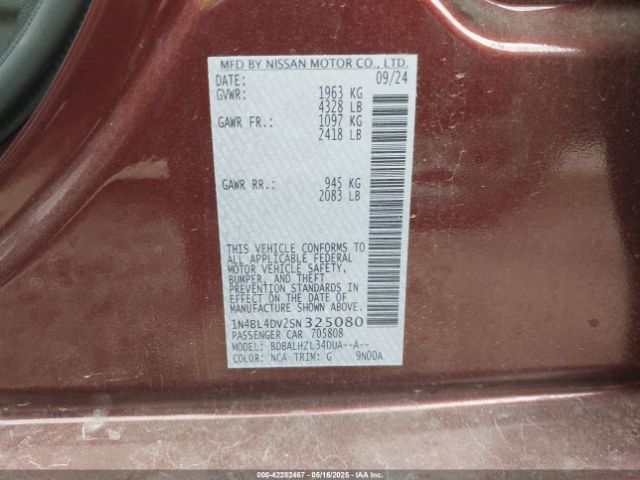 MFD BY NISSAN MOTOR CO., LTD.
DATE: 09/24
GVWR: 1963 KG
4328 LB
GAWR FR.: 1097 KG
2418 LB
GAWR RR.: 945 KG
2083 LB
THIS VEHICLE CONFORMS TO
ALL APPLICABLE FEDERAL
MOTOR VEHICLE SAFETY,
BUMPER, AND THEFT
PREVENTION STANDARDS IN
EFFECT ON THE DATE OF
MANUFACTURE SHOWN ABOVE.
1N4BL4DV2SN325080
PASSENGER CAR 705808
MODEL: BDBALHZL34DUA--A--
COLOR: NCA TRIM: G 9N00A
000-42282467 - 05/16/2025 - IAAI.COM